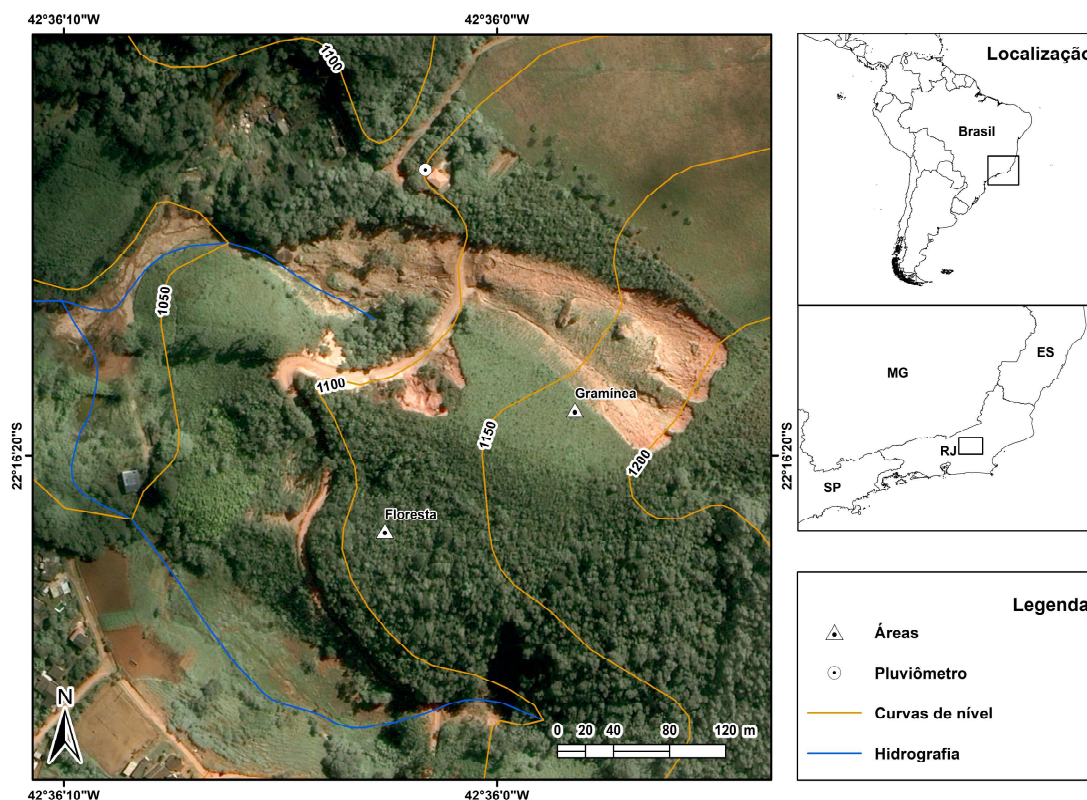 42°36'10"W
42°36'0"W
1100
1050
1100
1150
1200
Gramínea
Floresta
22°16'20"S
22°16'20"S
N
0 20 40 80 120 m
42°36'10"W
42°36'0"W
Localização
Brasil
MG
ES
RJ
SP
Legenda
Áreas
Pluviômetro
Curvas de nível
Hidrografia